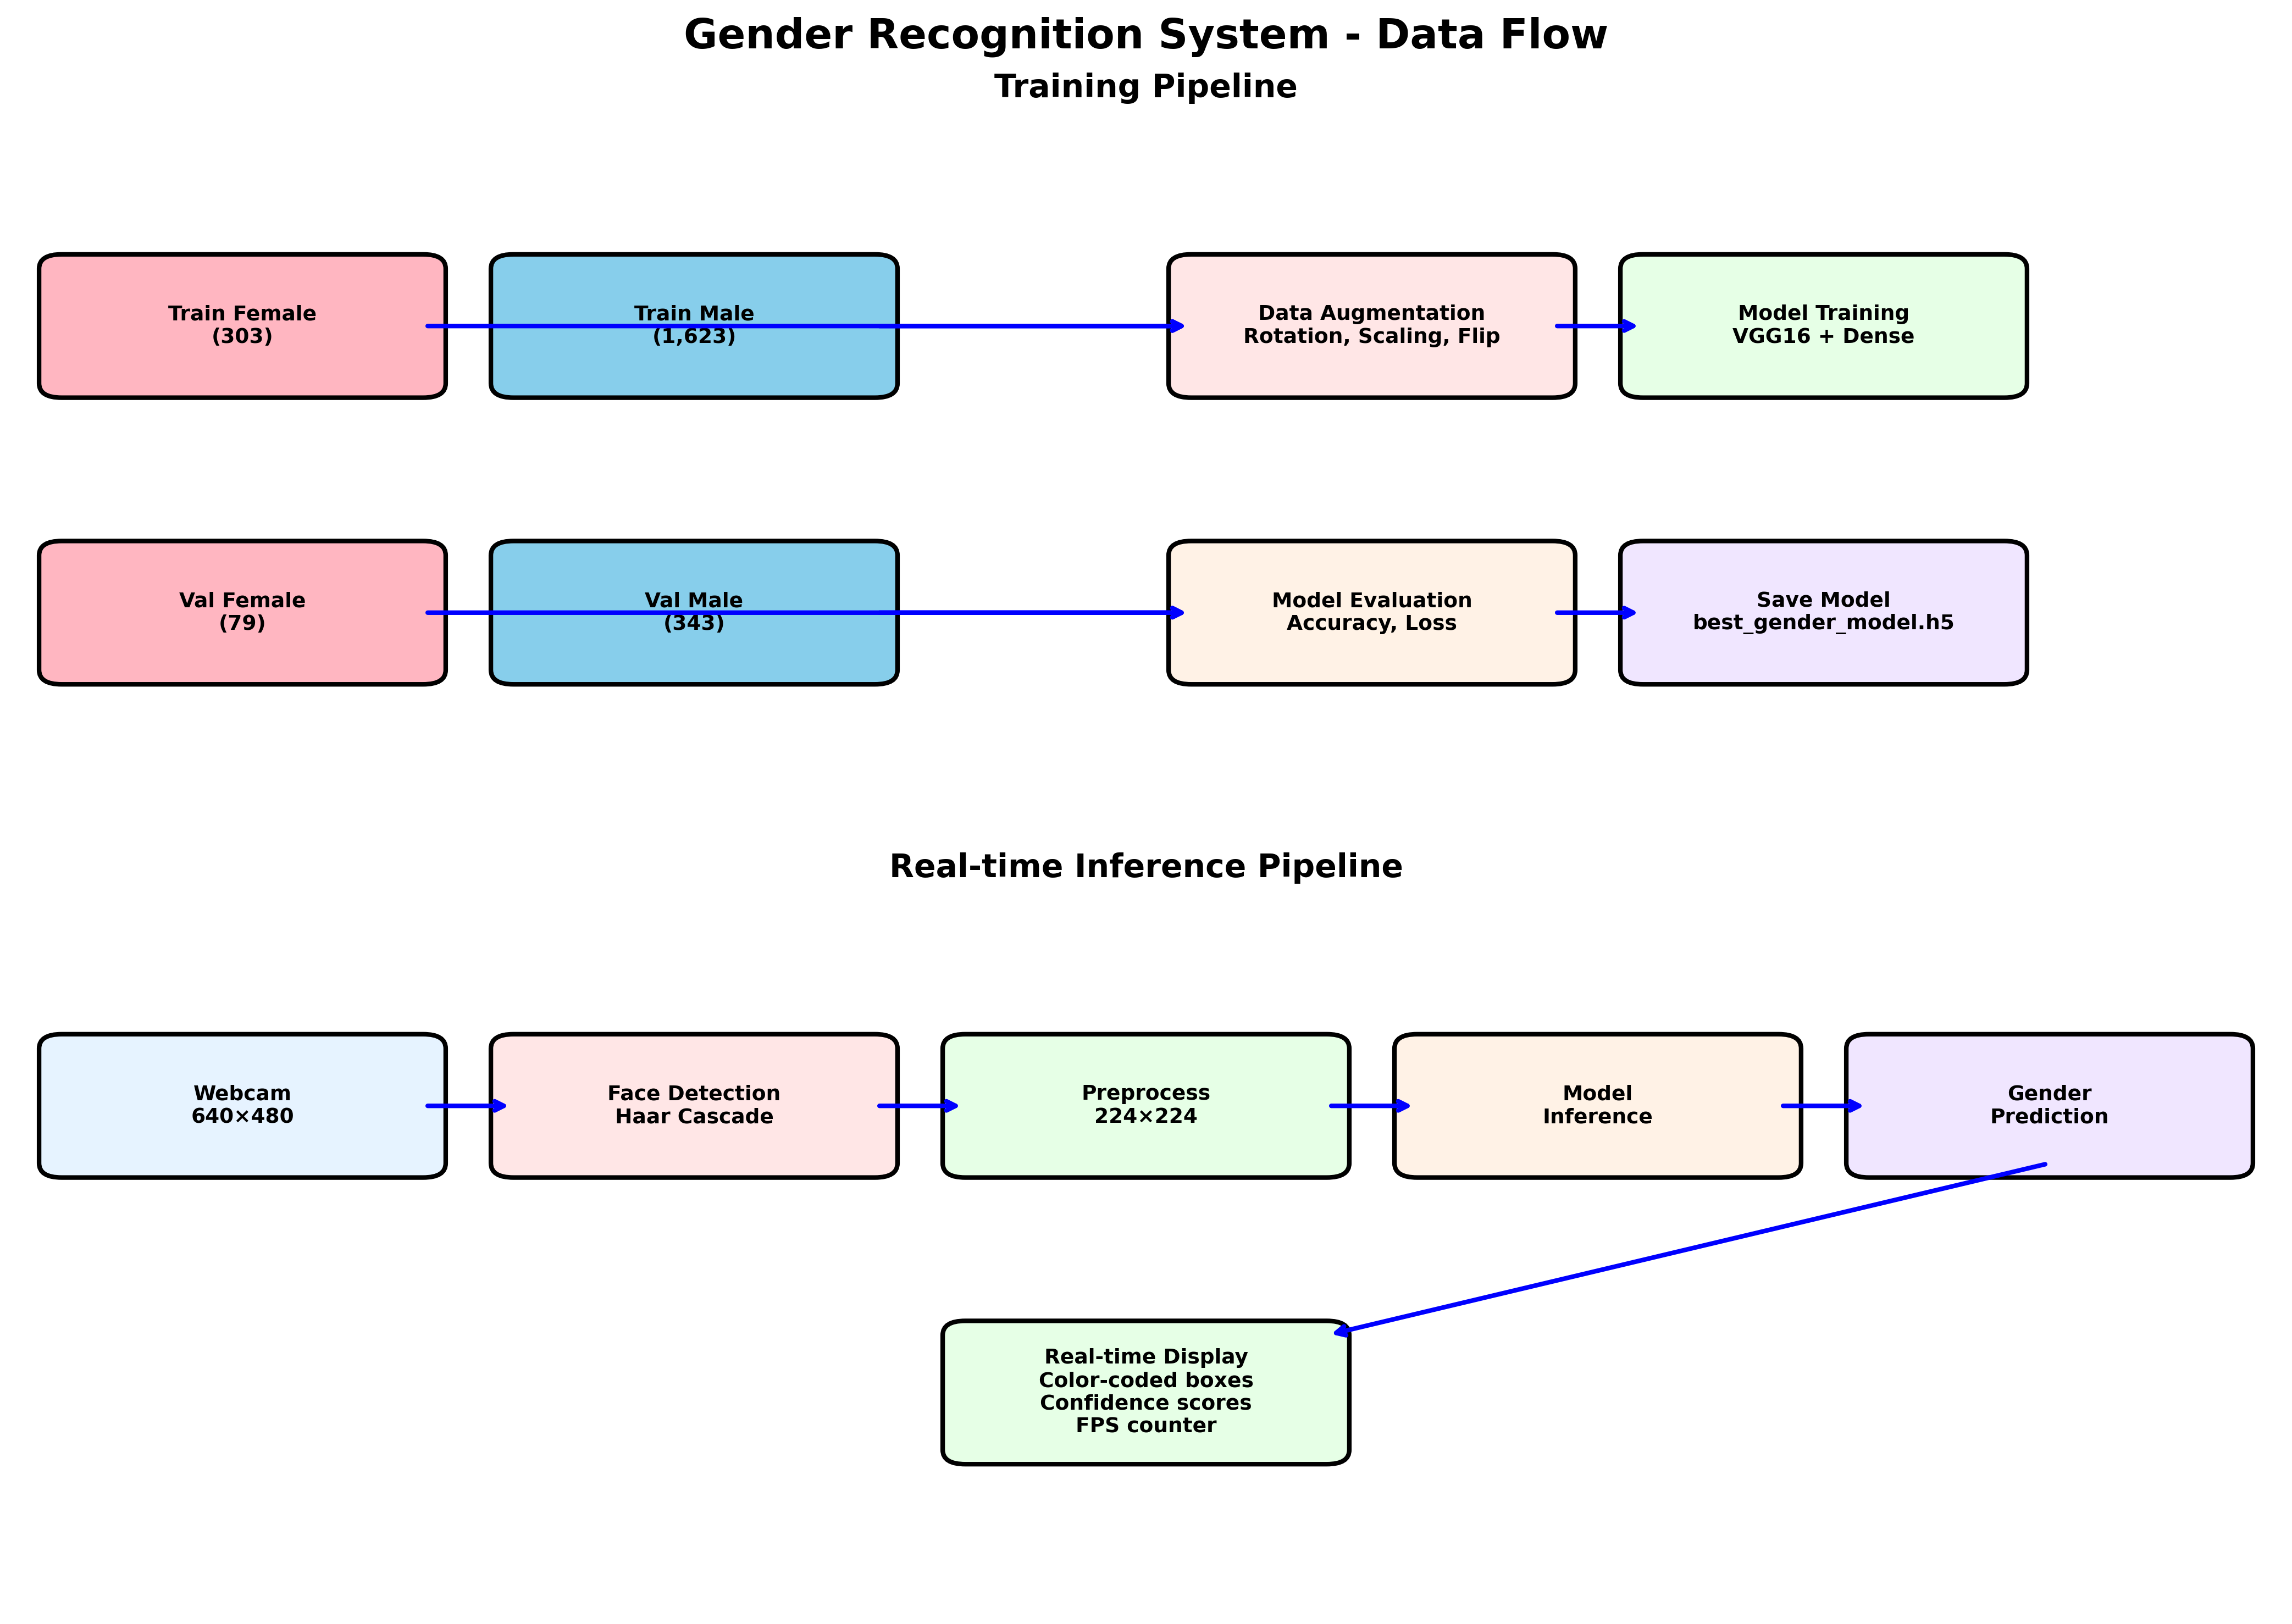 Gender Recognition System - Data Flow
Training Pipeline
Train Female
(303)
Train Male
(1,623)
Data Augmentation
Rotation, Scaling, Flip
Model Training
VGG16 + Dense
Val Female
(79)
Val Male
(343)
Model Evaluation
Accuracy, Loss
Save Model
best_gender_model.h5
Real-time Inference Pipeline
Webcam
640×480
Face Detection
Haar Cascade
Preprocess
224×224
Model
Inference
Gender
Prediction
Real-time Display
Color-coded boxes
Confidence scores
FPS counter